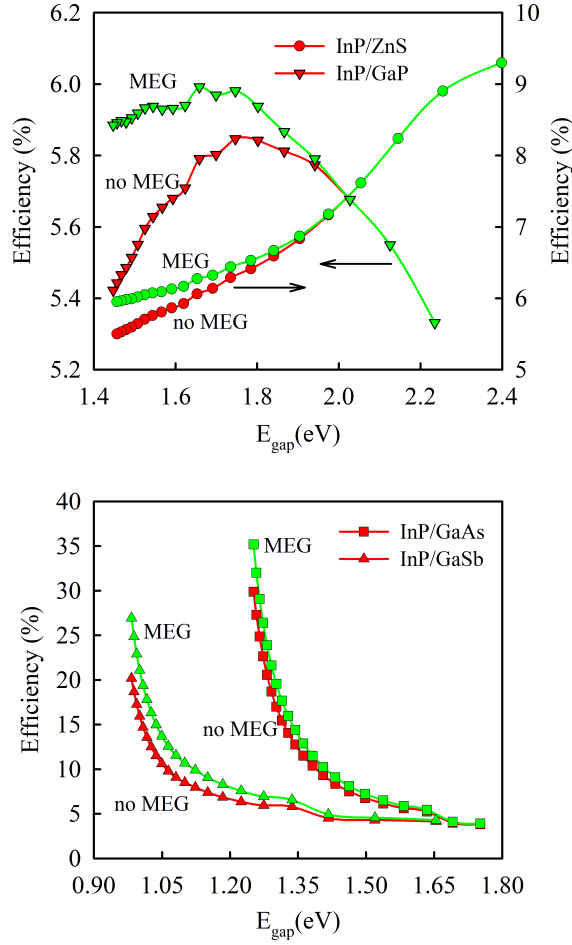 6.2
6.0
5.8
5.6
5.4
5.2
Efficiency (%)
10
9
8
7
6
5
Efficiency (%)
InP/ZnS
InP/GaP
MEG
no MEG
MEG
no MEG
1.4 1.6 1.8 2.0 2.2 2.4
E_gap(eV)
40
35
30
25
20
15
10
5
0
Efficiency (%)
InP/GaAs
InP/GaSb
MEG
MEG
no MEG
no MEG
0.90 1.05 1.20 1.35 1.50 1.65 1.80
E_gap(eV)